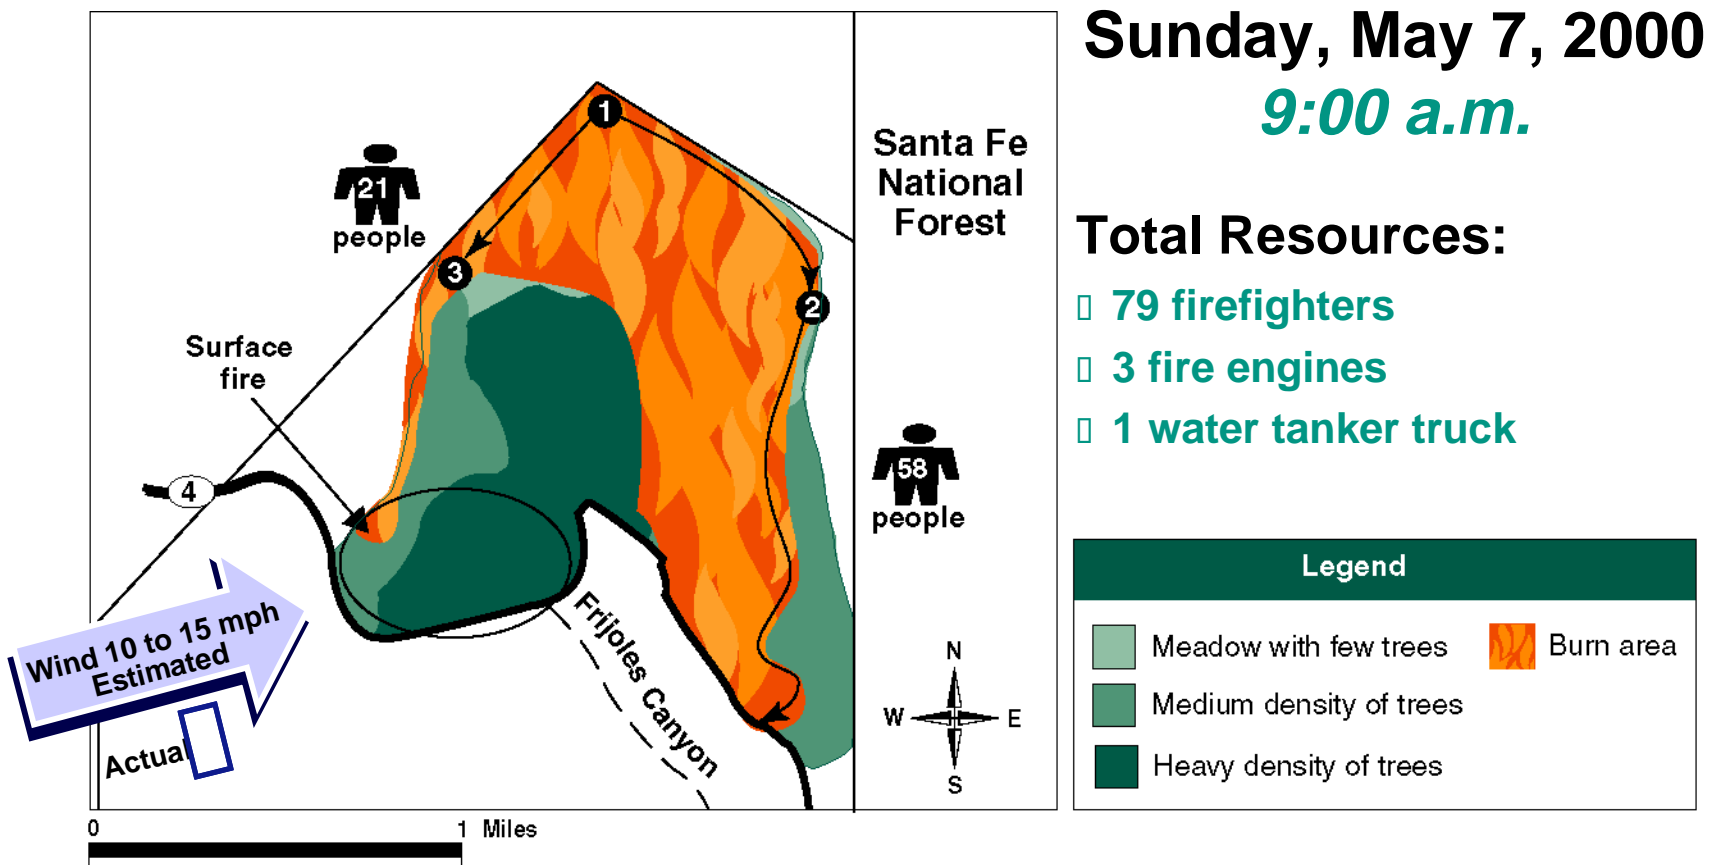 Sunday, May 7, 2000
9:00 a.m.
1
Santa Fe
National
Forest
21
people
3
2
Surface
fire
4
58
people
Wind 10 to 15 mph
Estimated
Actual
Frijoles Canyon
N
W
E
S
0
1 Miles
Total Resources:
79 firefighters
3 fire engines
1 water tanker truck
Legend
Meadow with few trees
Burn area
Medium density of trees
Heavy density of trees